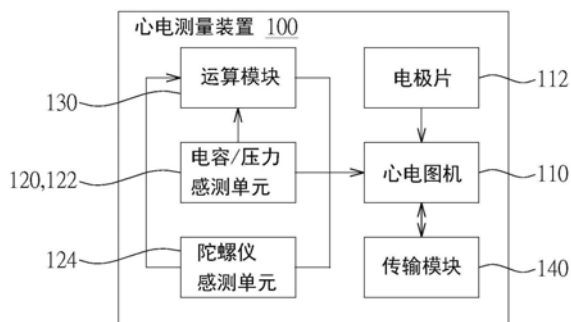 心电测量装置 100
运算模块
130
电极片
112
电容/压力
感测单元
120,122
心电图机
110
陀螺仪
感测单元
124
传输模块
140